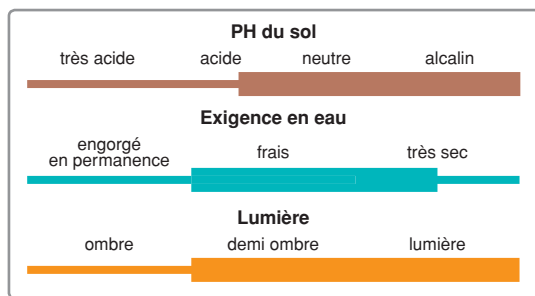 PH du sol
très acide acide neutre alcalin
Exigence en eau
engorgé
en permanence frais très sec
Lumière
ombre demi ombre lumière